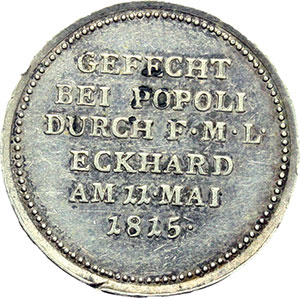 GEFECHT
BEI POPOLI
DURCH F·M·L·
ECKHARD
AM 11 MAI
1815·